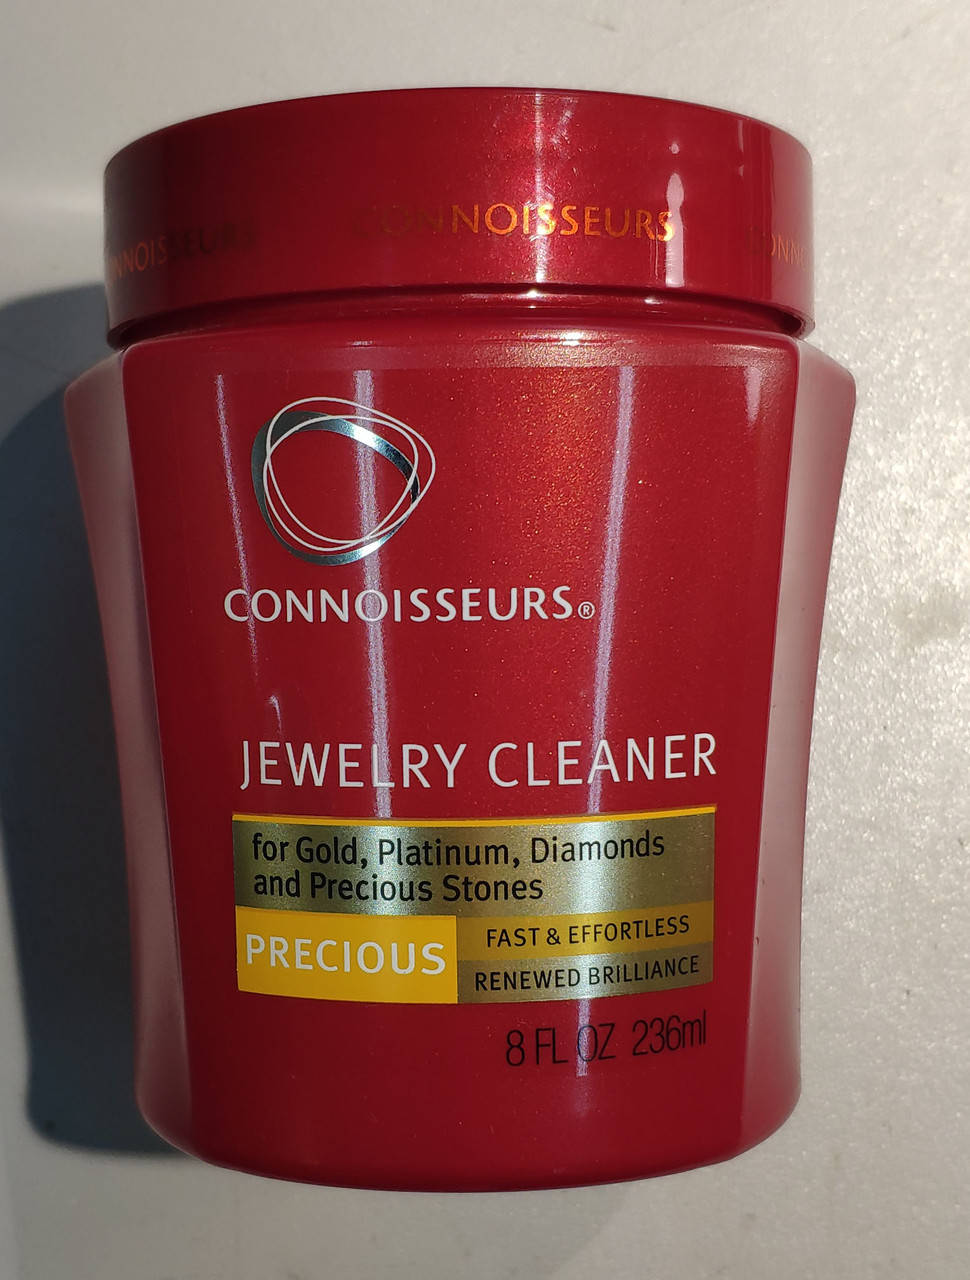 CONNOISSEURS
CONNOISSEURS®
JEWELRY CLEANER
for Gold, Platinum, Diamonds
and Precious Stones
PRECIOUS
FAST & EFFORTLESS
RENEWED BRILLIANCE
8 FL OZ 236ml